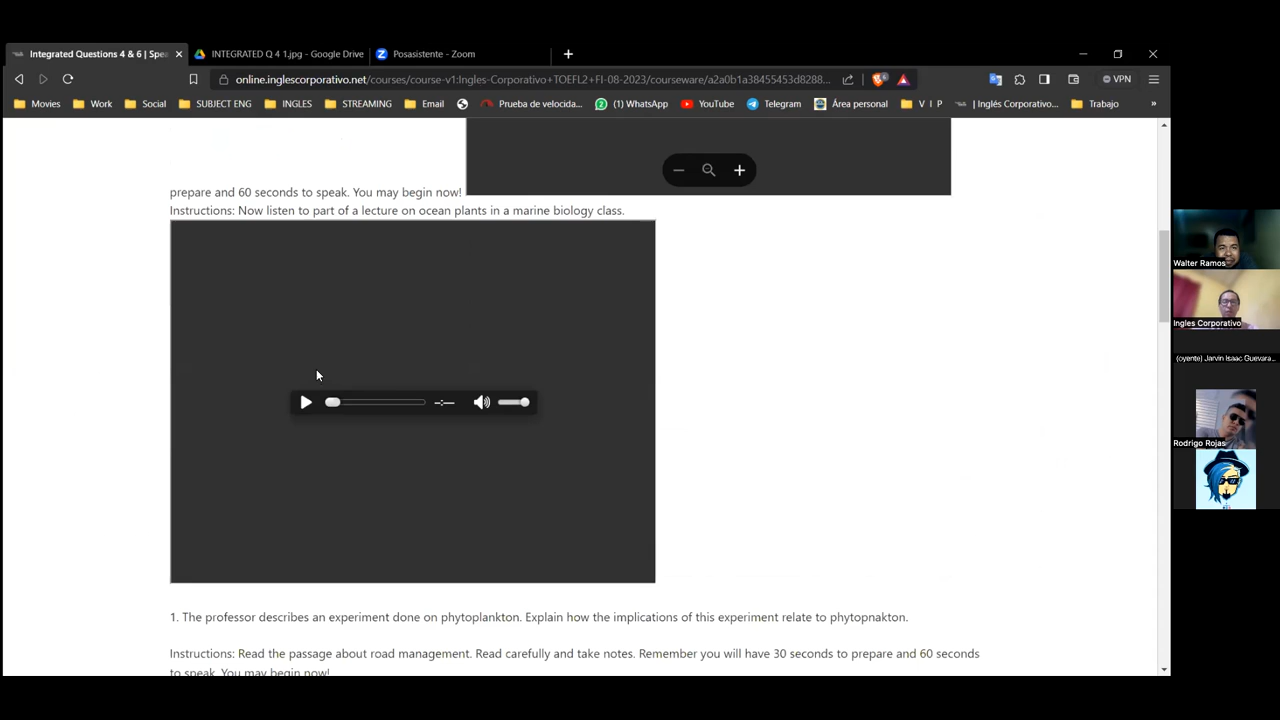 Integrated Questions 4 & 6 | Spea
INTEGRATED Q 4 1.jpg - Google Drive
Posasistente - Zoom
online.inglescorporativo.net/courses/course-v1:Ingles-Corporativo+TOEFL2+FI-08-2023/courseware/a2a0b1a38455453d8288...
VPN
Movies
Work
Social
SUBJECT ENG
INGLES
STREAMING
Email
Prueba de velocida...
(1) WhatsApp
YouTube
Telegram
Área personal
V I P
| Inglés Corporativo...
Trabajo
»
prepare and 60 seconds to speak. You may begin now!
Instructions: Now listen to part of a lecture on ocean plants in a marine biology class.
-:--
1. The professor describes an experiment done on phytoplankton. Explain how the implications of this experiment relate to phytopnakton.
Instructions: Read the passage about road management. Read carefully and take notes. Remember you will have 30 seconds to prepare and 60 seconds
to speak. You may begin now!
Walter Ramos
Ingles Corporativo
(oyente) Jarvin Isaac Guevara...
Rodrigo Rojas